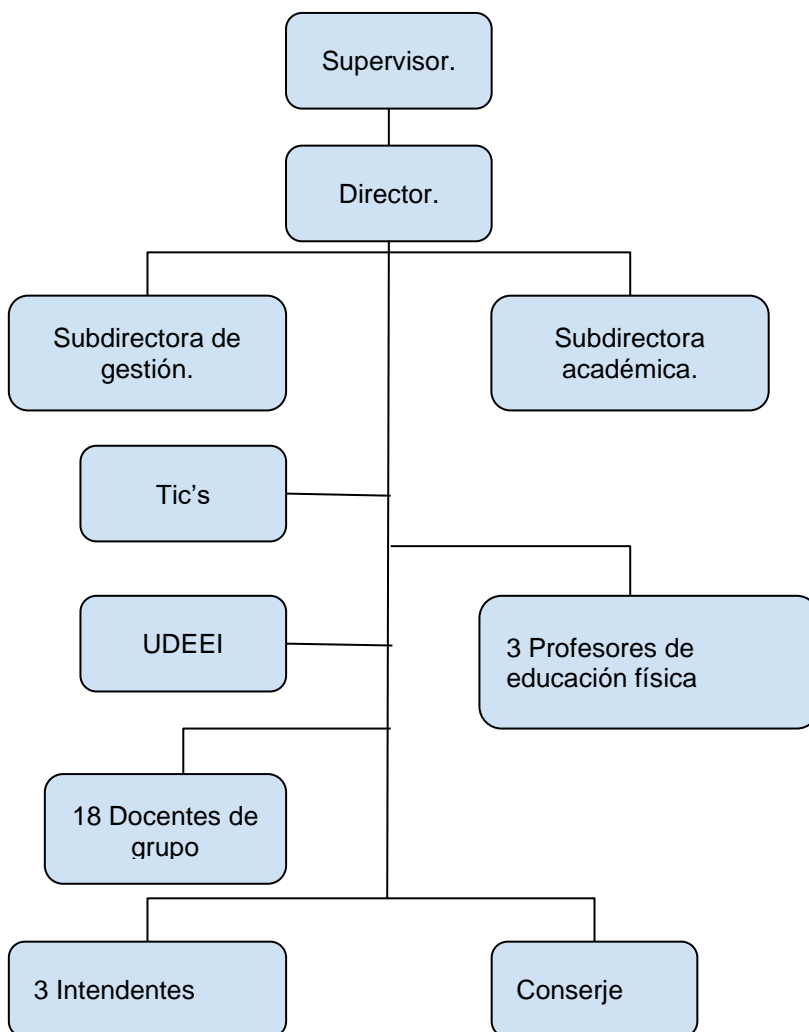 Supervisor.
Director.
Subdirectora de
gestión.
Subdirectora
académica.
Tic's
UDEEI
3 Profesores de
educación física
18 Docentes de
grupo
3 Intendentes
Conserje